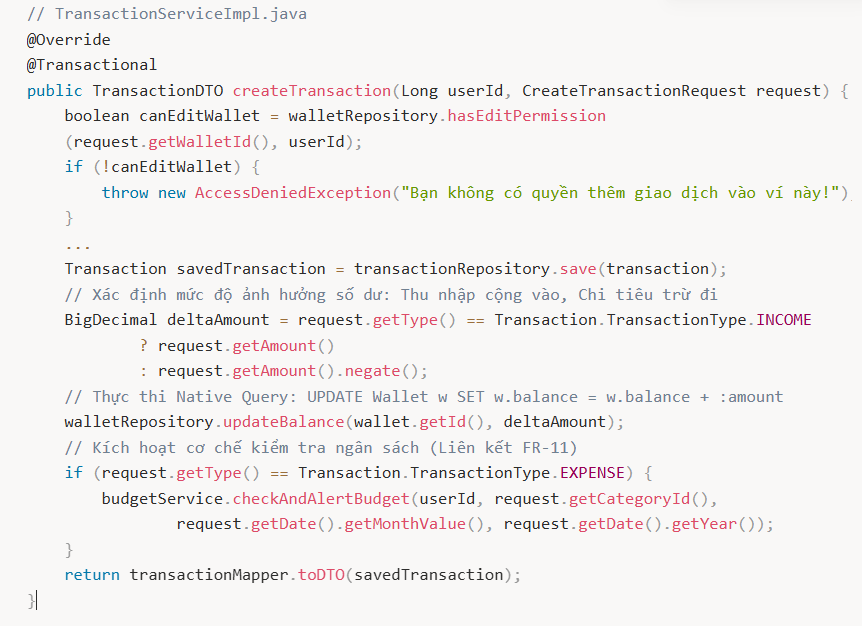 // TransactionServiceImpl.java
@Override
@Transactional
public TransactionDTO createTransaction(Long userId, CreateTransactionRequest request) {
    boolean canEditWallet = walletRepository.hasEditPermission
    (request.getWalletId(), userId);
    if (!canEditWallet) {
        throw new AccessDeniedException("Bạn không có quyền thêm giao dịch vào ví này!")
    }
    ...
    Transaction savedTransaction = transactionRepository.save(transaction);
    // Xác định mức độ ảnh hưởng số dư: Thu nhập cộng vào, Chi tiêu trừ đi
    BigDecimal deltaAmount = request.getType() == Transaction.TransactionType.INCOME
            ? request.getAmount()
            : request.getAmount().negate();
    // Thực thi Native Query: UPDATE Wallet w SET w.balance = w.balance + :amount
    walletRepository.updateBalance(wallet.getId(), deltaAmount);
    // Kích hoạt cơ chế kiểm tra ngân sách (Liên kết FR-11)
    if (request.getType() == Transaction.TransactionType.EXPENSE) {
        budgetService.checkAndAlertBudget(userId, request.getCategoryId(),
                request.getDate().getMonthValue(), request.getDate().getYear());
    }
    return transactionMapper.toDTO(savedTransaction);
}